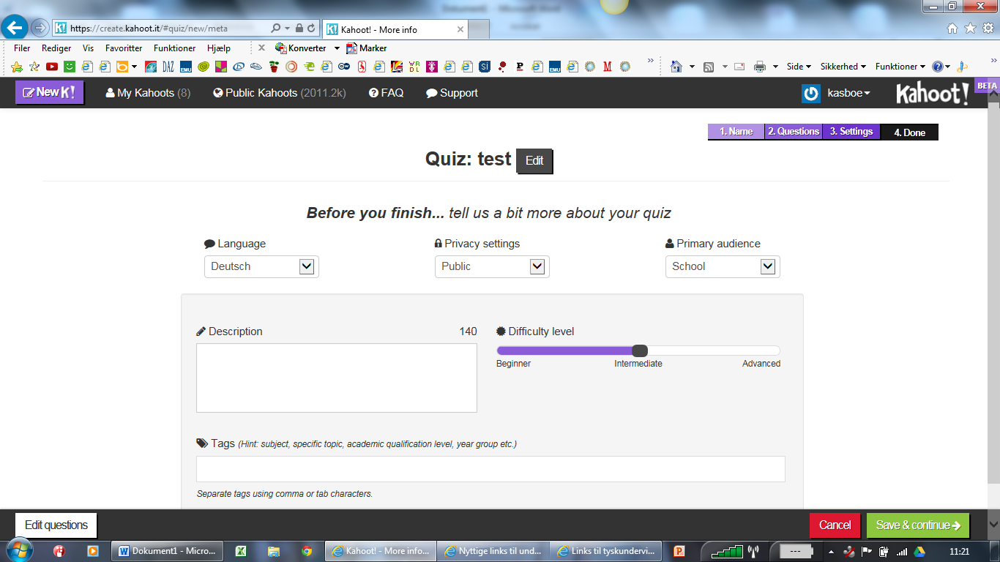 Dokument1 - Microsoft Word
https://create.kahoot.it/#quiz/new/meta
Kahoot! - More info
Filer Rediger Vis Favoritter Funktioner Hjælp
Konverter Marker
Side Sikkerhed Funktioner
New K!
My Kahoots (8)
Public Kahoots (2011.2k)
FAQ
Support
kasboe
Kahoot!
BETA
1. Name 2. Questions 3. Settings 4. Done
Quiz: test Edit
Before you finish... tell us a bit more about your quiz
Language Privacy settings Primary audience
Deutsch Public School
Description 140 Difficulty level
Beginner Intermediate Advanced
Tags (Hint: subject, specific topic, academic qualification level, year group etc.)
Separate tags using comma or tab characters.
Edit questions Cancel Save & continue
Dokument1 - Micro... Kahoot! - More info... Nyttige links til und... Links til tyskundervi... 11:21